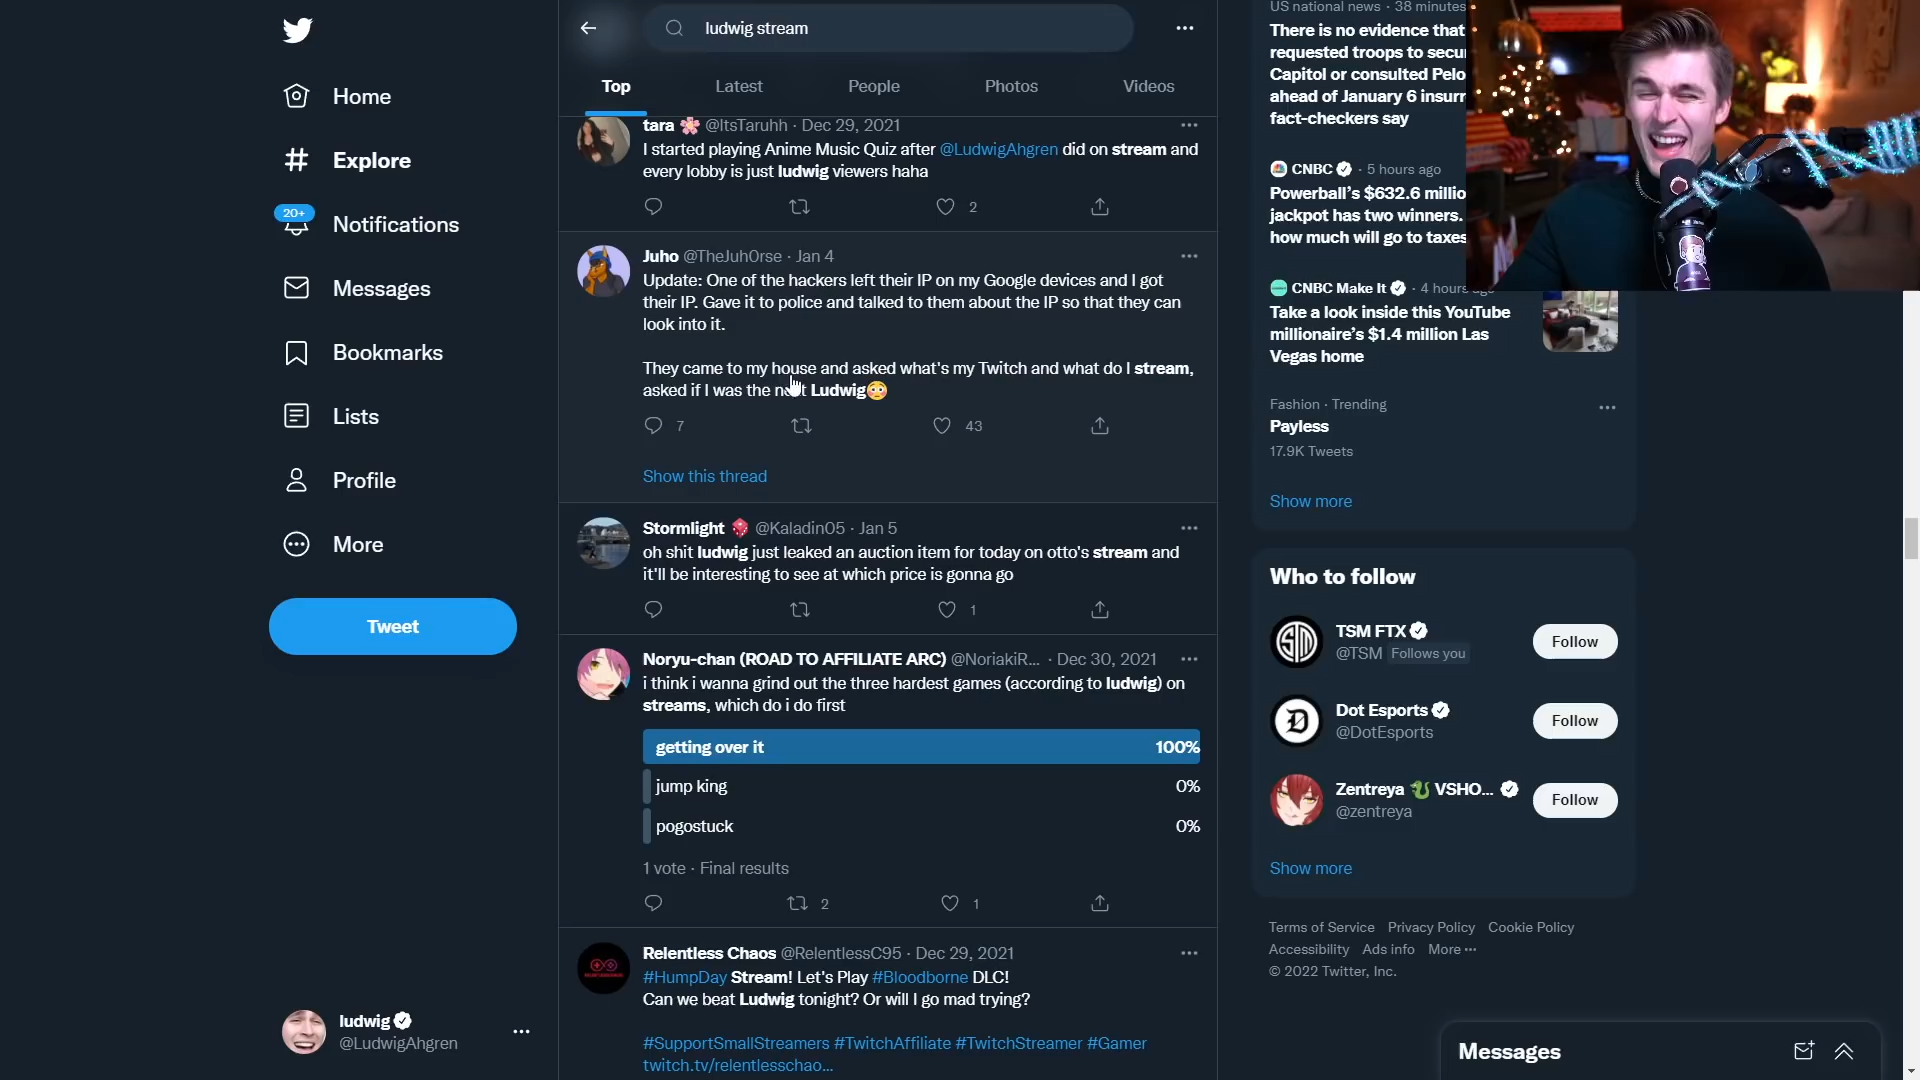 Home
Explore
20+
Notifications
Messages
Bookmarks
Lists
Profile
More
Tweet
ludwig
@LudwigAhgren
ludwig stream
Top
Latest
People
Photos
Videos
tara 🌸 @ItsTaruhh · Dec 29, 2021
I started playing Anime Music Quiz after @LudwigAhgren did on stream and
every lobby is just ludwig viewers haha
2
Juho @TheJuh0rse · Jan 4
Update: One of the hackers left their IP on my Google devices and I got
their IP. Gave it to police and talked to them about the IP so that they can
look into it.
They came to my house and asked what's my Twitch and what do I stream,
asked if I was the next Ludwig😳
7
43
Show this thread
Stormlight @Kaladin05 · Jan 5
oh shit ludwig just leaked an auction item for today on otto's stream and
it'll be interesting to see at which price is gonna go
1
Noryu-chan (ROAD TO AFFILIATE ARC) @NoriakiR... · Dec 30, 2021
i think i wanna grind out the three hardest games (according to ludwig) on
streams, which do i do first
getting over it 100%
jump king 0%
pogostuck 0%
1 vote · Final results
2
1
Relentless Chaos @RelentlessC95 · Dec 29, 2021
#HumpDay Stream! Let's Play #Bloodborne DLC!
Can we beat Ludwig tonight? Or will I go mad trying?
#SupportSmallStreamers #TwitchAffiliate #TwitchStreamer #Gamer
twitch.tv/relentlesschao...
US national news · 38 minutes
There is no evidence that
requested troops to secu
Capitol or consulted Pelo
ahead of January 6 insurr
fact-checkers say
CNBC · 5 hours ago
Powerball's $632.6 millio
jackpot has two winners.
how much will go to taxes
CNBC Make It · 4 hours ago
Take a look inside this YouTube
millionaire's $1.4 million Las
Vegas home
Fashion · Trending
Payless
17.9K Tweets
Show more
Who to follow
TSM FTX
@TSM Follows you
Follow
Dot Esports
@DotEsports
Follow
Zentreya 🐉 VSHO...
@zentreya
Follow
Show more
Terms of Service Privacy Policy Cookie Policy
Accessibility Ads info More ···
© 2022 Twitter, Inc.
Messages